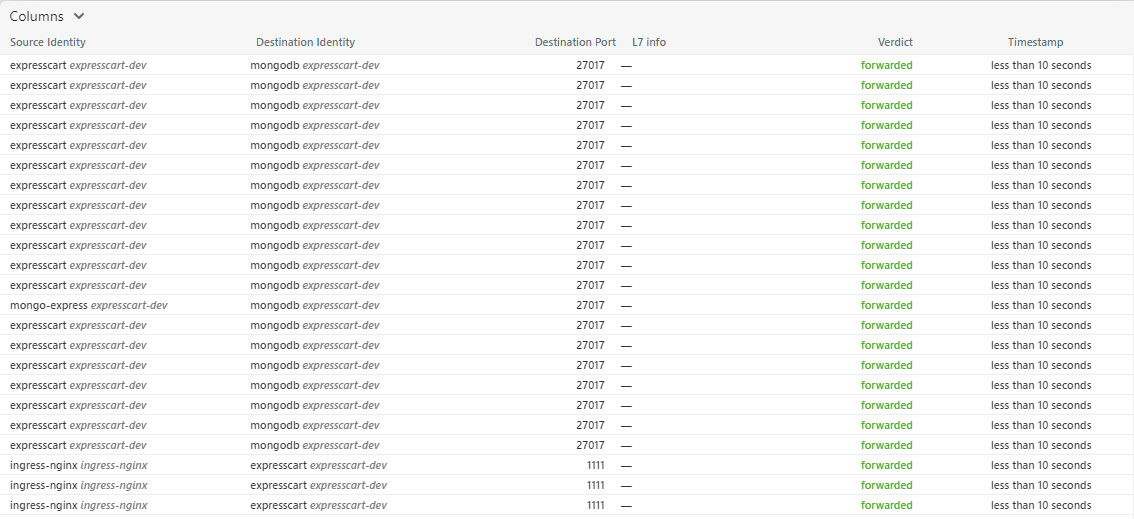 Columns
Source Identity Destination Identity Destination Port L7 info Verdict Timestamp
expresscart expresscart-dev mongodb expresscart-dev 27017 — forwarded less than 10 seconds
expresscart expresscart-dev mongodb expresscart-dev 27017 — forwarded less than 10 seconds
expresscart expresscart-dev mongodb expresscart-dev 27017 — forwarded less than 10 seconds
expresscart expresscart-dev mongodb expresscart-dev 27017 — forwarded less than 10 seconds
expresscart expresscart-dev mongodb expresscart-dev 27017 — forwarded less than 10 seconds
expresscart expresscart-dev mongodb expresscart-dev 27017 — forwarded less than 10 seconds
expresscart expresscart-dev mongodb expresscart-dev 27017 — forwarded less than 10 seconds
expresscart expresscart-dev mongodb expresscart-dev 27017 — forwarded less than 10 seconds
expresscart expresscart-dev mongodb expresscart-dev 27017 — forwarded less than 10 seconds
expresscart expresscart-dev mongodb expresscart-dev 27017 — forwarded less than 10 seconds
expresscart expresscart-dev mongodb expresscart-dev 27017 — forwarded less than 10 seconds
expresscart expresscart-dev mongodb expresscart-dev 27017 — forwarded less than 10 seconds
mongo-express expresscart-dev mongodb expresscart-dev 27017 — forwarded less than 10 seconds
expresscart expresscart-dev mongodb expresscart-dev 27017 — forwarded less than 10 seconds
expresscart expresscart-dev mongodb expresscart-dev 27017 — forwarded less than 10 seconds
expresscart expresscart-dev mongodb expresscart-dev 27017 — forwarded less than 10 seconds
expresscart expresscart-dev mongodb expresscart-dev 27017 — forwarded less than 10 seconds
expresscart expresscart-dev mongodb expresscart-dev 27017 — forwarded less than 10 seconds
expresscart expresscart-dev mongodb expresscart-dev 27017 — forwarded less than 10 seconds
expresscart expresscart-dev mongodb expresscart-dev 27017 — forwarded less than 10 seconds
ingress-nginx ingress-nginx expresscart expresscart-dev 1111 — forwarded less than 10 seconds
ingress-nginx ingress-nginx expresscart expresscart-dev 1111 — forwarded less than 10 seconds
ingress-nginx ingress-nginx expresscart expresscart-dev 1111 — forwarded less than 10 seconds